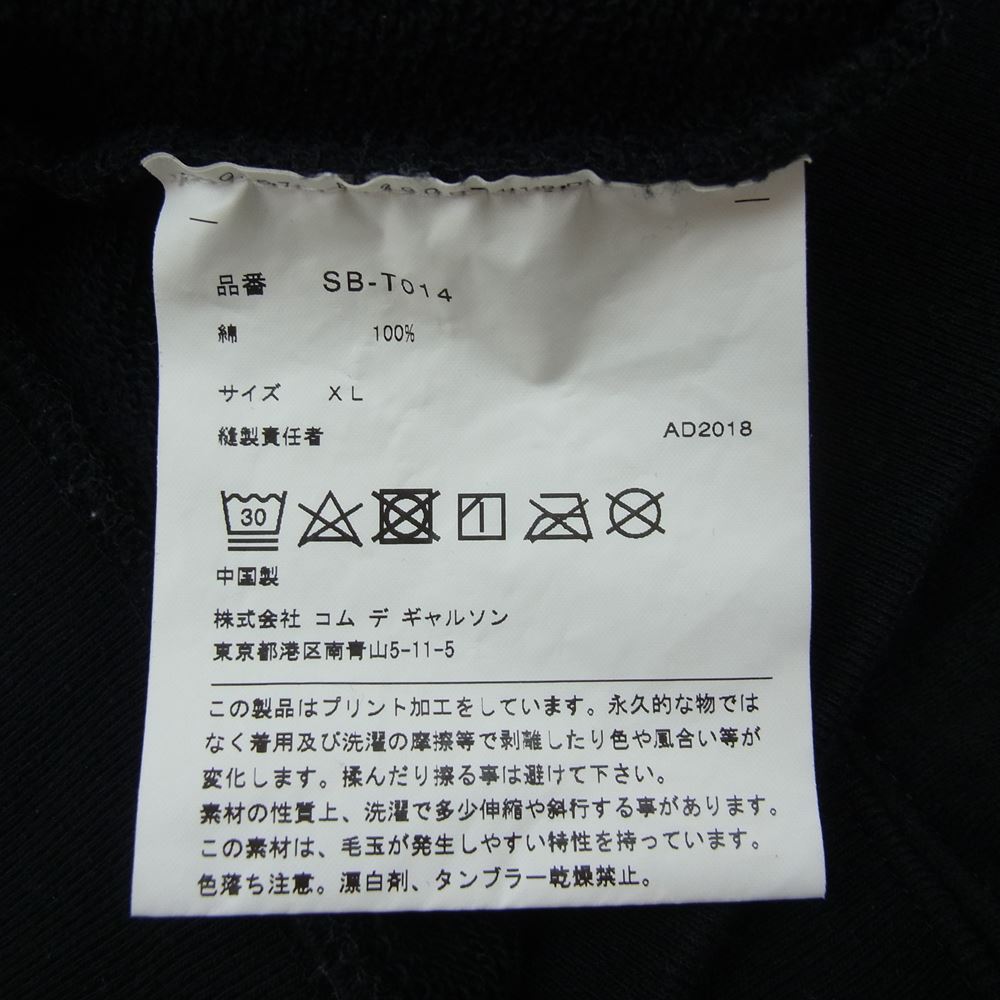 品番 SB-T014
綿 100%
サイズ XL
縫製責任者 AD2018
30
中国製
株式会社 コム デ ギャルソン
東京都港区南青山5-11-5
この製品はプリント加工をしています。永久的な物では
なく着用及び洗濯の摩擦等で剥離したり色や風合い等が
変化します。揉んだり擦る事は避けて下さい。
素材の性質上、洗濯で多少伸縮や斜行する事があります。
この素材は、毛玉が発生しやすい特性を持っています。
色落ち注意。漂白剤、タンブラー乾燥禁止。